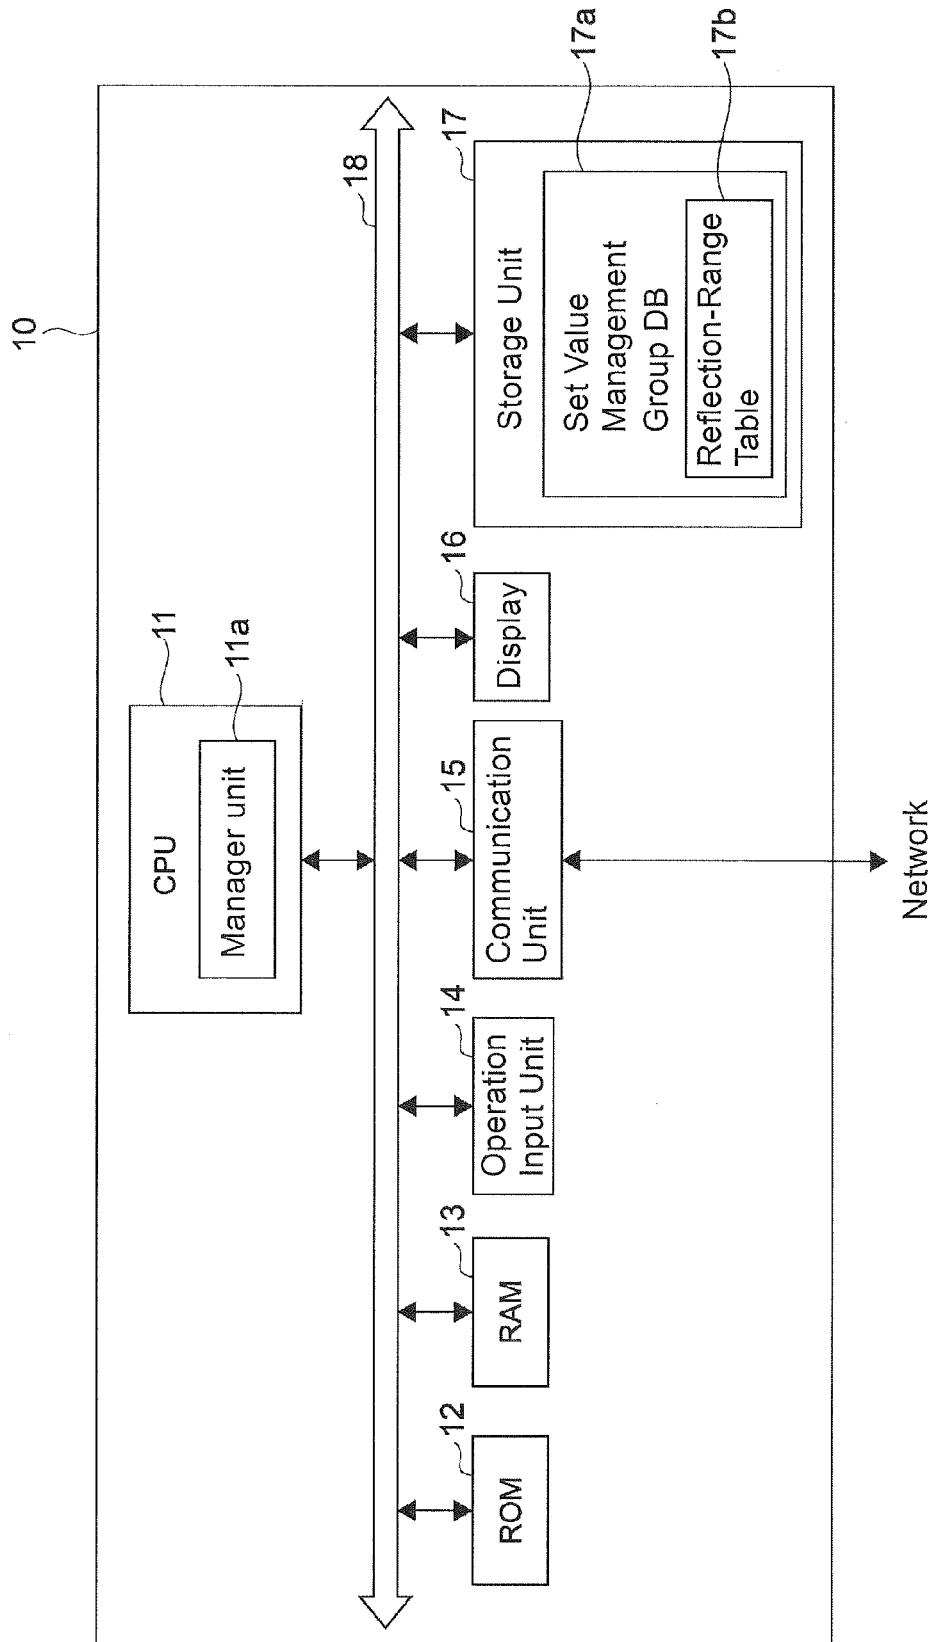 10
11
CPU
11a
Manager unit
18
12
ROM
13
RAM
14
Operation
Input Unit
15
Communication
Unit
16
Display
17
Storage Unit
17a
Set Value
Management
Group DB
17b
Reflection-Range
Table
Network